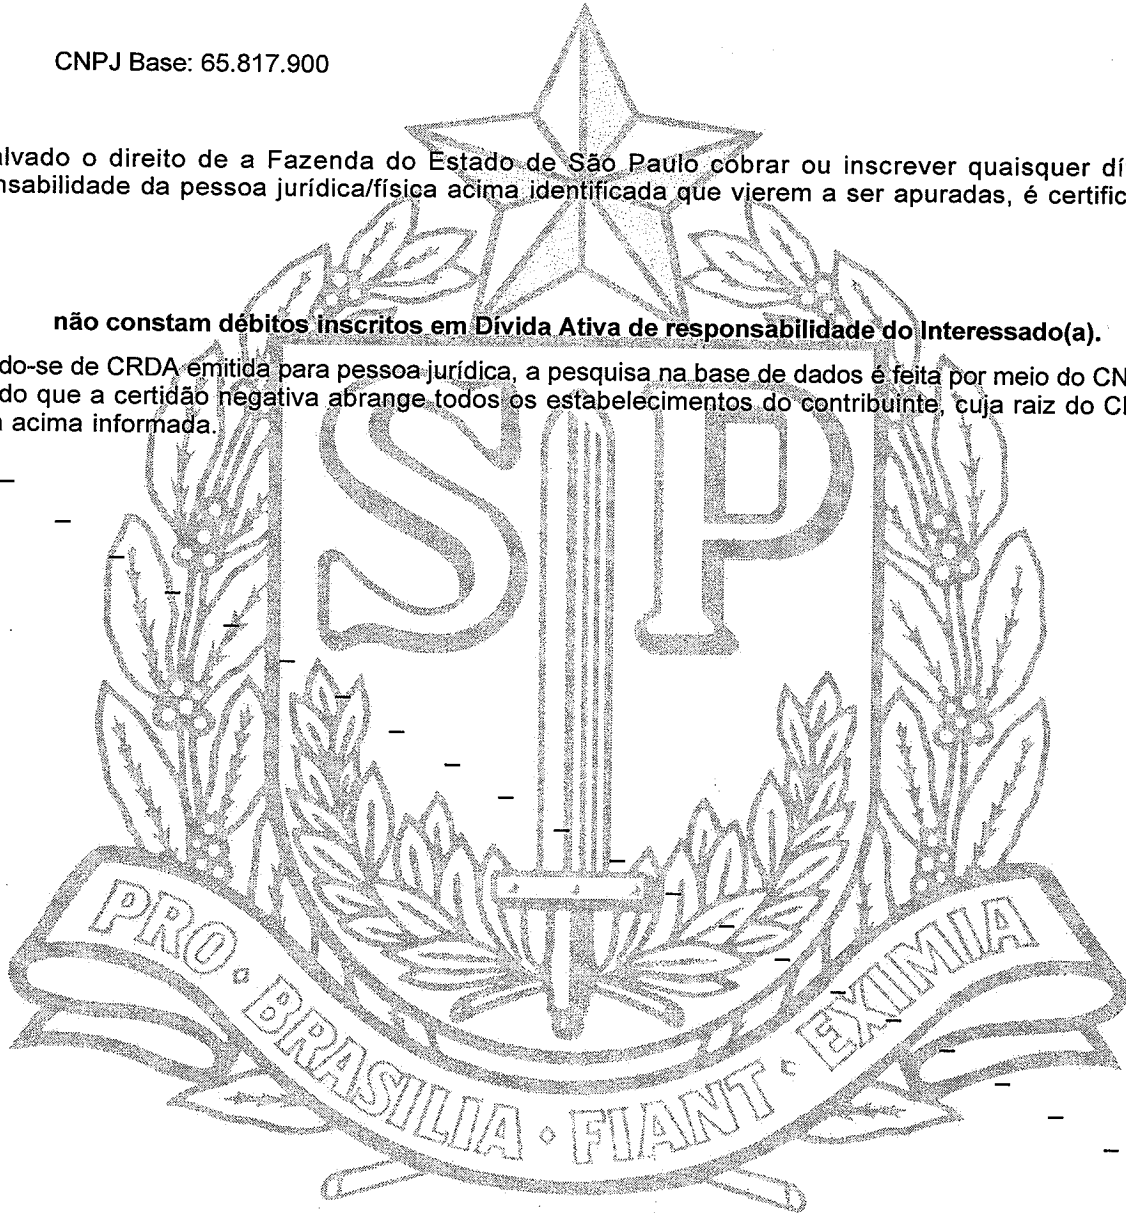 CNPJ Base: 65.817.900
alvado o direito de a Fazenda do Estado de São Paulo cobrar ou inscrever quaisquer dí
nsabilidade da pessoa jurídica/física acima identificada que vierem a ser apuradas, é certific
não constam débitos inscritos em Dívida Ativa de responsabilidade do Interessado(a).
do-se de CRDA emitida para pessoa jurídica, a pesquisa na base de dados é feita por meio do CN
do que a certidão negativa abrange todos os estabelecimentos do contribuinte, cuja raiz do C
acima informada.
SP
PRO · BRASILIA · FIANT · EXIMIA